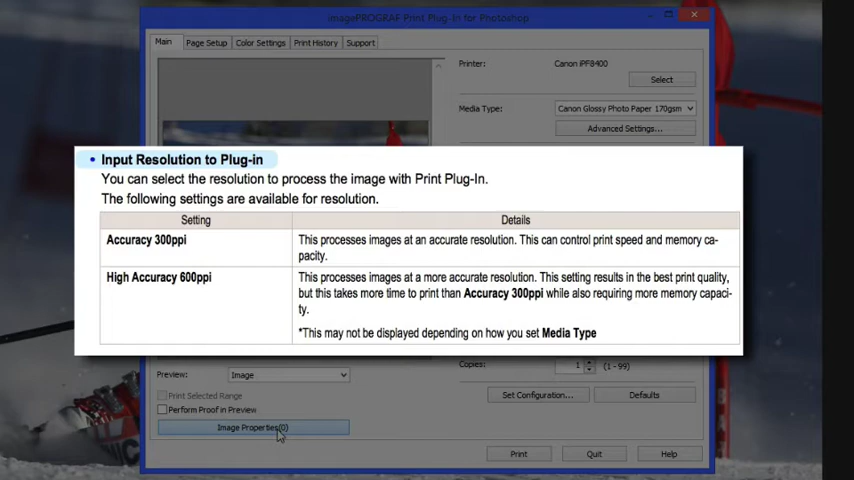 imagePROGRAF Print Plug-In for Photoshop
Main Page Setup Color Settings Print History Support
Printer: Canon iPF8400
Select
Media Type: Canon Glossy Photo Paper 170gsm
Advanced Settings...
• Input Resolution to Plug-in
You can select the resolution to process the image with Print Plug-In.
The following settings are available for resolution.
Setting Details
Accuracy 300ppi This processes images at an accurate resolution. This can control print speed and memory ca-
pacity.
High Accuracy 600ppi This processes images at a more accurate resolution. This setting results in the best print quality,
but this takes more time to print than Accuracy 300ppi while also requiring more memory capaci-
ty.
*This may not be displayed depending on how you set Media Type
Copies: 1 (1 - 99)
Preview: Image
Print Selected Range
Set Configuration... Defaults
Perform Proof in Preview
Image Properties(0)
Print Quit Help